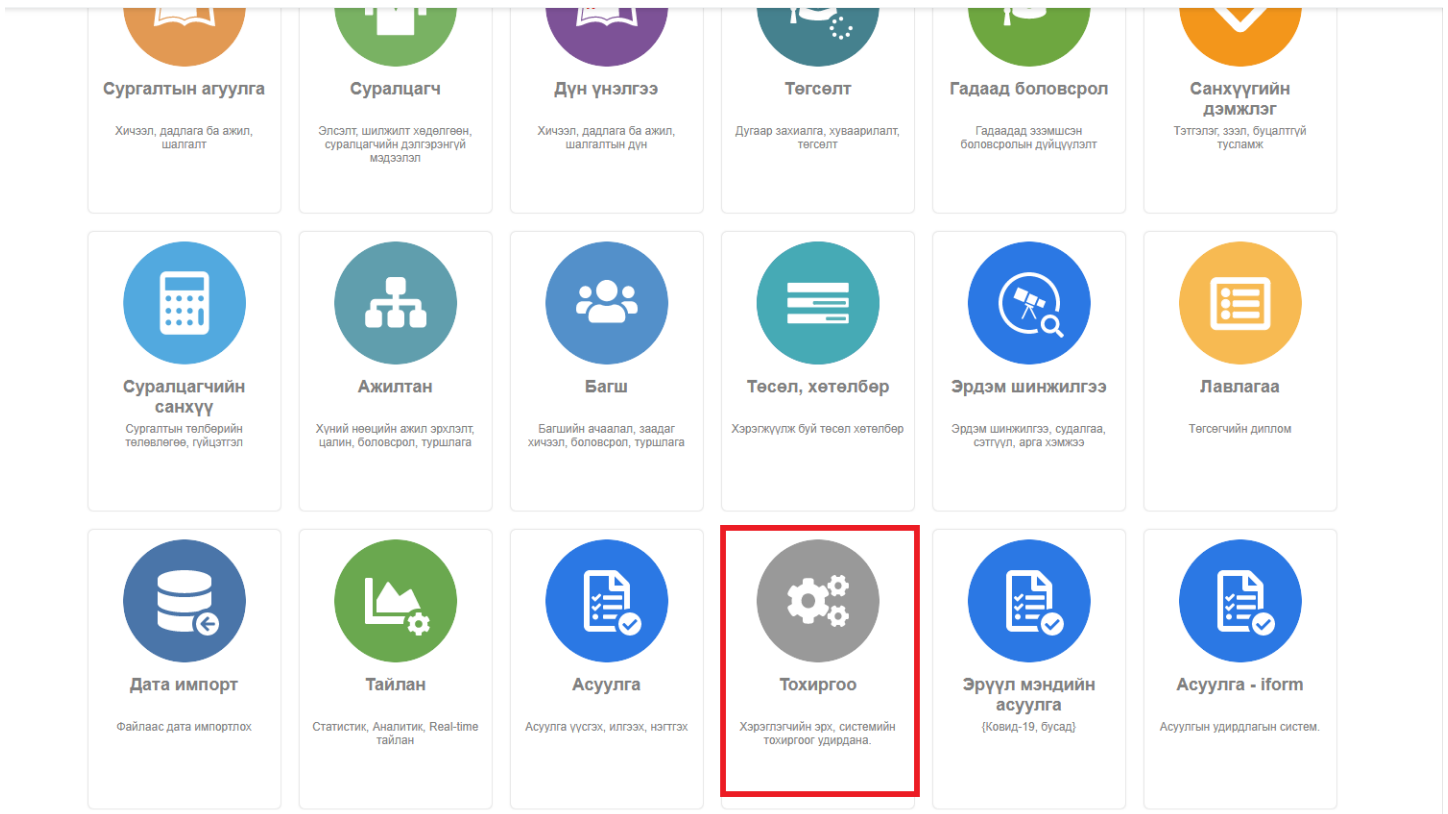 Сургалтын агуулга
Хичээл, дадлага ба ажил,
шалгалт
Суралцагч
Элсэлт, шилжилт хөдөлгөөн,
суралцагчийн дэлгэрэнгүй
мэдээлэл
Дүн үнэлгээ
Хичээл, дадлага ба ажил,
шалгалтын дүн
Төгсөлт
Дугаар захиалга, хуваарилалт,
төгсөлт
Гадаад боловсрол
Гадаадад эзэмшсэн
боловсролын дүйцүүлэлт
Санхүүгийн
дэмжлэг
Тэтгэлэг, зээл, буцалтгүй
тусламж
Суралцагчийн
санхүү
Сургалтын төлбөрийн
төлөвлөгөө, гүйцэтгэл
Ажилтан
Хүний нөөцийн ажил эрхлэлт,
цалин, боловсрол, туршлага
Багш
Багшийн ачаалал, заадаг
хичээл, боловсрол, туршлага
Төсөл, хөтөлбөр
Хэрэгжүүлж буй төсөл хөтөлбөр
Эрдэм шинжилгээ
Эрдэм шинжилгээ, судалгаа,
сэтгүүл, арга хэмжээ
Лавлагаа
Төгсөгчийн диплом
Дата импорт
Файлаас дата импортлох
Тайлан
Статистик, Аналитик, Real-time
тайлан
Асуулга
Асуулга үүсгэх, илгээх, нэгтгэх
Тохиргоо
Хэрэглэгчийн эрх, системийн
тохиргоог удирдана.
Эрүүл мэндийн
асуулга
{Ковид-19, бусад}
Асуулга - iform
Асуулгын удирдлагын систем.